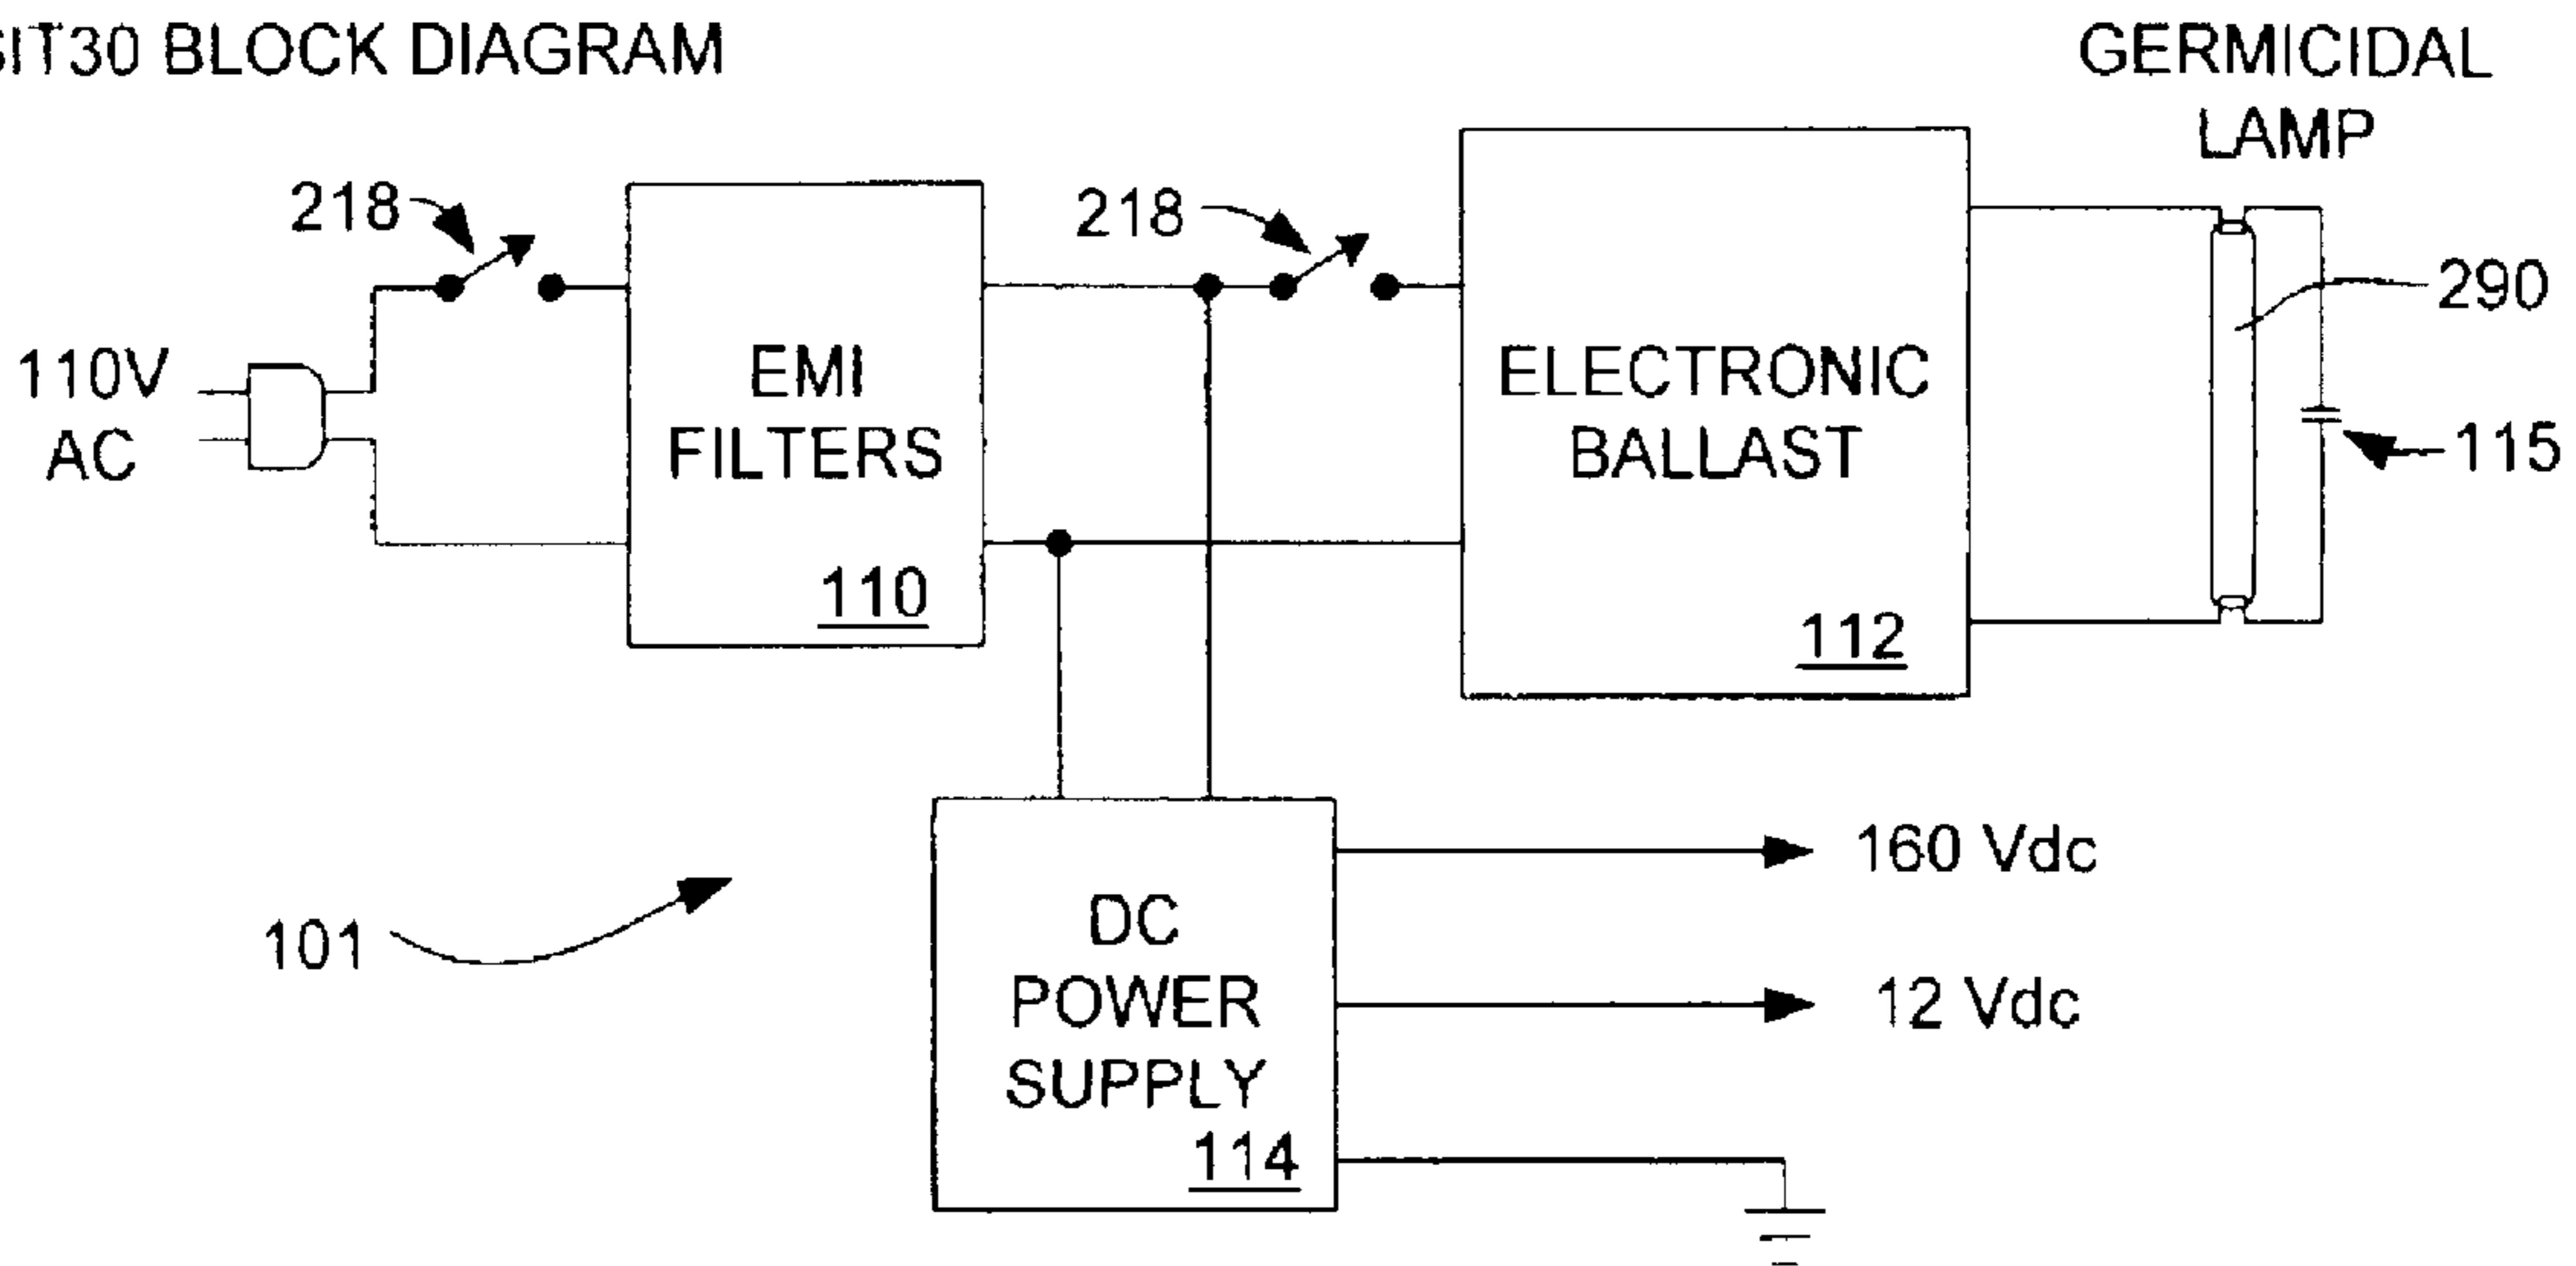 BLOCK DIAGRAM
GERMICIDAL
LAMP
218
218
290
110V
AC
EMI
FILTERS
110
ELECTRONIC
BALLAST
112
115
101
DC
POWER
SUPPLY
114
160 Vdc
12 Vdc